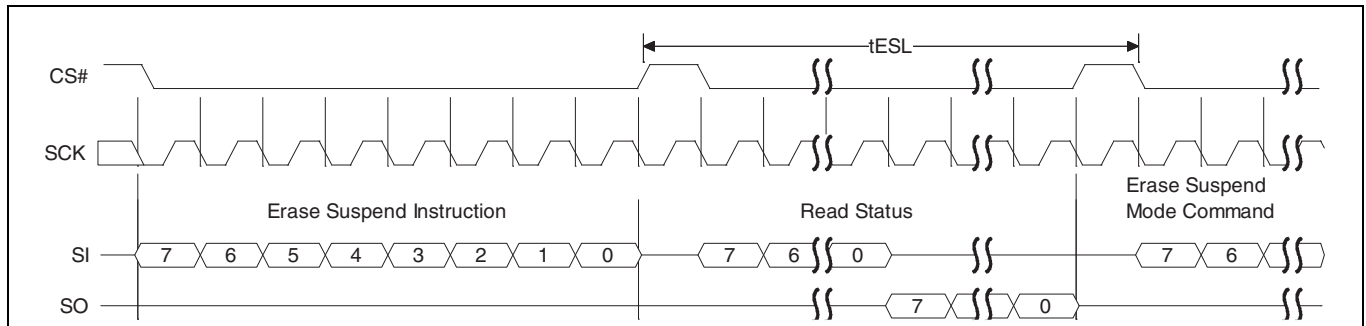 tESL
CS#
SCK
Erase Suspend Instruction
Read Status
Erase Suspend
Mode Command
SI 7 6 5 4 3 2 1 0 7 6 0 7 6
SO 7 0